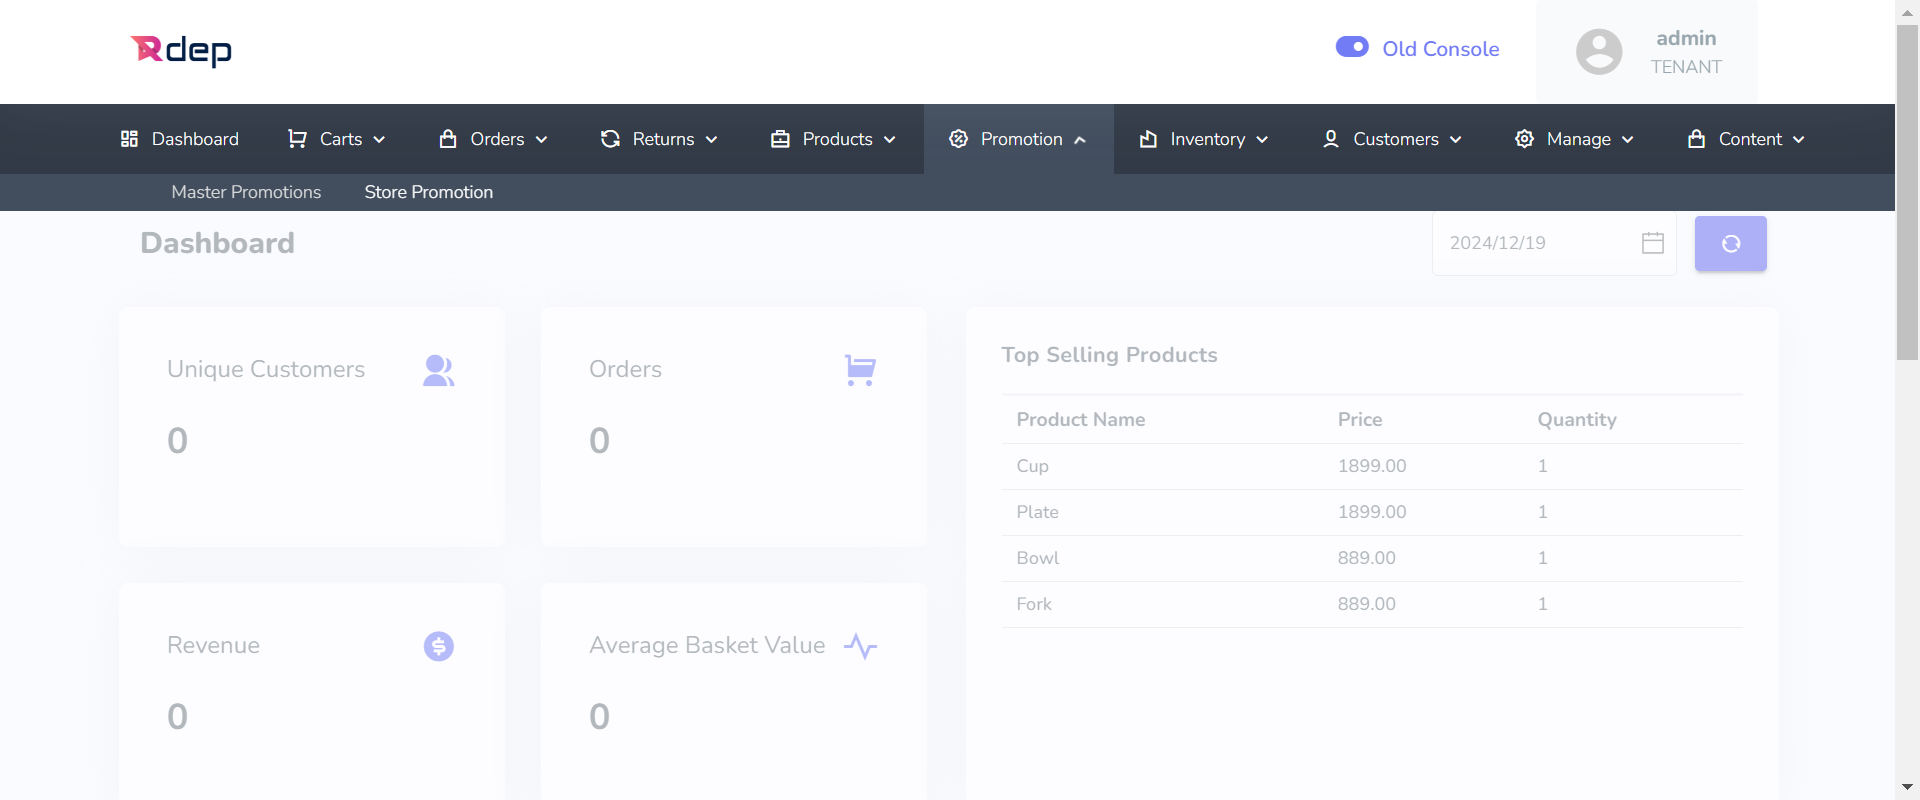 Rdep
Old Console
admin
TENANT
Dashboard Carts Orders Returns Products Promotion Inventory Customers Manage Content
Master Promotions Store Promotion
Dashboard
2024/12/19
Unique Customers
0
Orders
0
Top Selling Products
Product Name Price Quantity
Cup 1899.00 1
Plate 1899.00 1
Bowl 889.00 1
Fork 889.00 1
Revenue
0
Average Basket Value
0